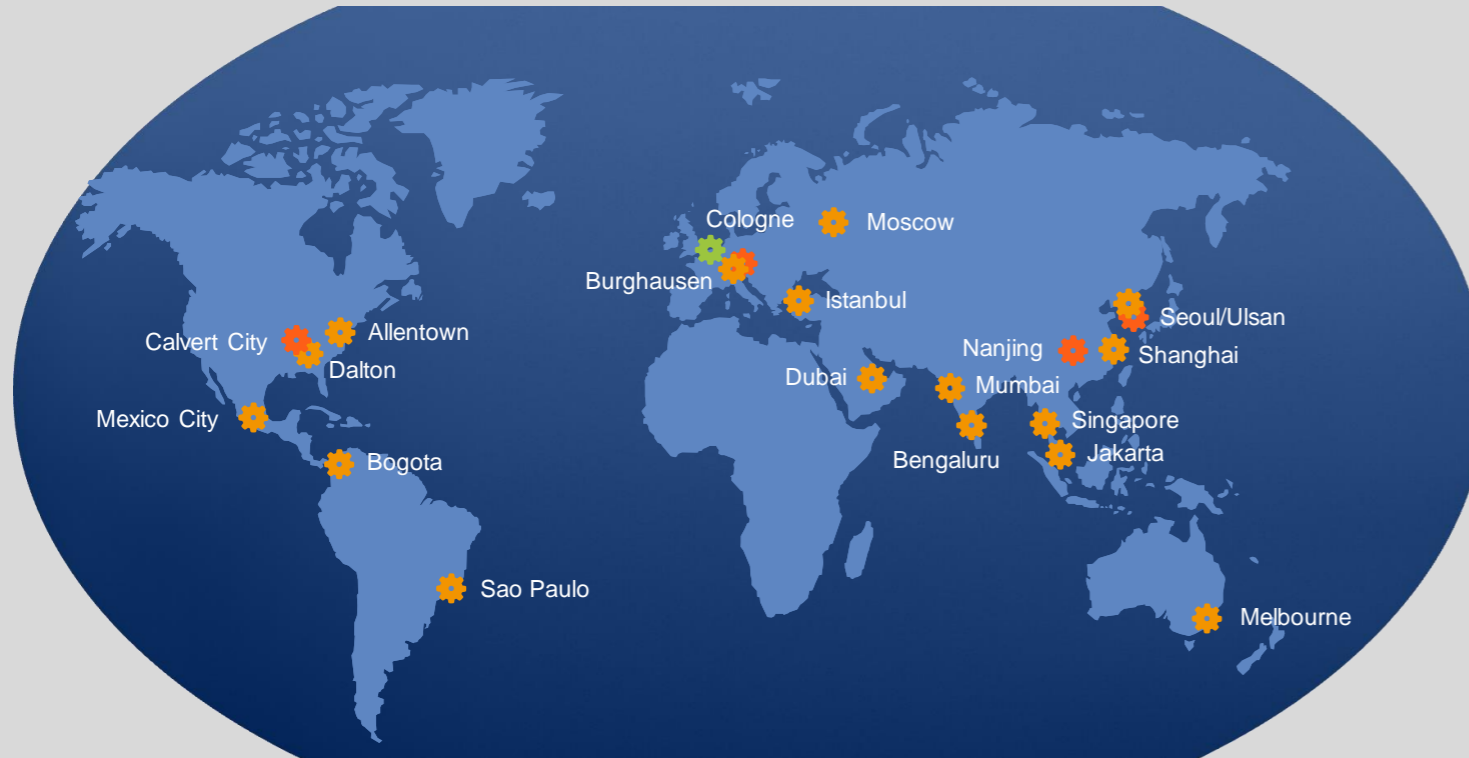 Cologne
Moscow
Burghausen
Istanbul
Calvert City
Allentown
Seoul/Ulsan
Nanjing
Shanghai
Dalton
Dubai
Mumbai
Mexico City
Singapore
Bogota
Bengaluru
Jakarta
Sao Paulo
Melbourne